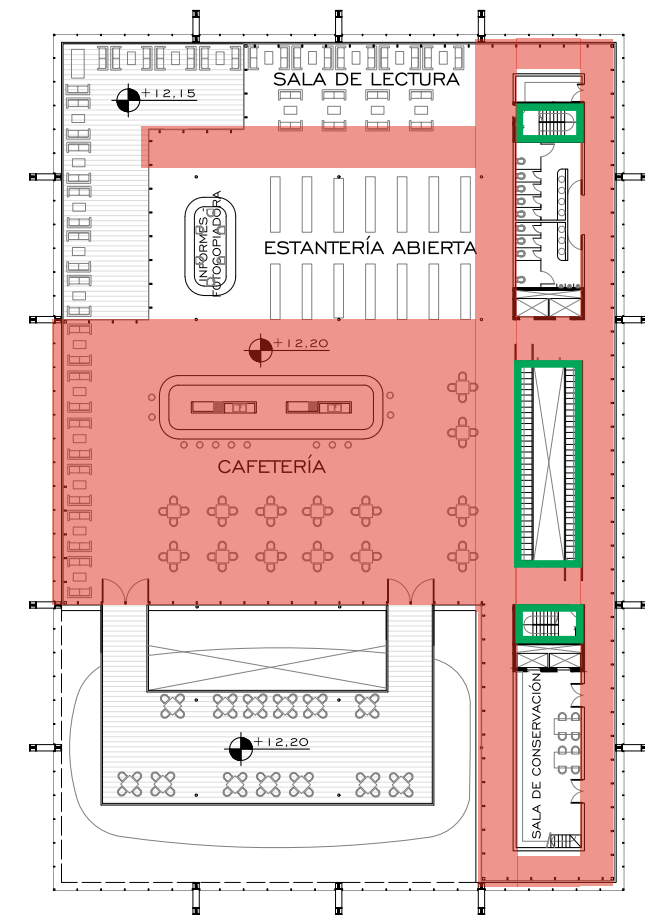 SALA DE LECTURA
+12,15
INFORMES -
FOTOCOPIADORA
ESTANTERÍA ABIERTA
+12,20
CAFETERÍA
SALA DE CONSERVACIÓN
+12,20